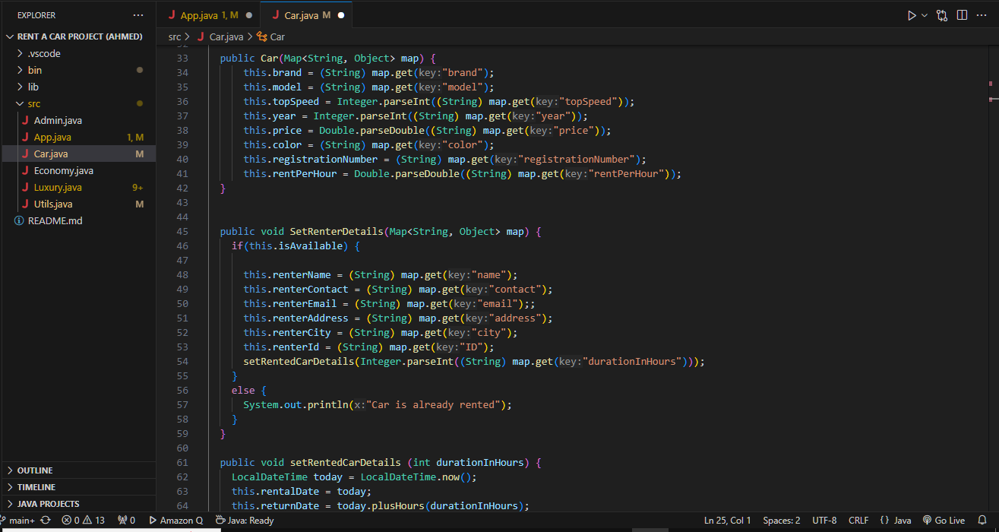 EXPLORER
RENT A CAR PROJECT (AHMED)
.vscode
bin
lib
src
Admin.java
App.java 1, M
Car.java M
Economy.java
Luxury.java 9+
Utils.java M
README.md
OUTLINE
TIMELINE
JAVA PROJECTS
App.java 1, M
Car.java M
src > Car.java > Car
32
33 public Car(Map<String, Object> map) {
34 this.brand = (String) map.get(key:"brand");
35 this.model = (String) map.get(key:"model");
36 this.topSpeed = Integer.parseInt((String) map.get(key:"topSpeed"));
37 this.year = Integer.parseInt((String) map.get(key:"year"));
38 this.price = Double.parseDouble((String) map.get(key:"price"));
39 this.color = (String) map.get(key:"color");
40 this.registrationNumber = (String) map.get(key:"registrationNumber");
41 this.rentPerHour = Double.parseDouble((String) map.get(key:"rentPerHour"));
42 }
43
44
45 public void SetRenterDetails(Map<String, Object> map) {
46 if(this.isAvailable) {
47
48 this.renterName = (String) map.get(key:"name");
49 this.renterContact = (String) map.get(key:"contact");
50 this.renterEmail = (String) map.get(key:"email");;
51 this.renterAddress = (String) map.get(key:"address");
52 this.renterCity = (String) map.get(key:"city");
53 this.renterId = (String) map.get(key:"ID");
54 setRentedCarDetails(Integer.parseInt((String) map.get(key:"durationInHours")));
55 }
56 else {
57 System.out.println(x:"Car is already rented");
58 }
59 }
60
61 public void setRentedCarDetails (int durationInHours) {
62 LocalDateTime today = LocalDateTime.now();
63 this.rentalDate = today;
64 this.returnDate = today.plusHours(durationInHours);
main+ 0 13 0 Amazon Q Java: Ready Ln 25, Col 1 Spaces: 2 UTF-8 CRLF {} Java Go Live